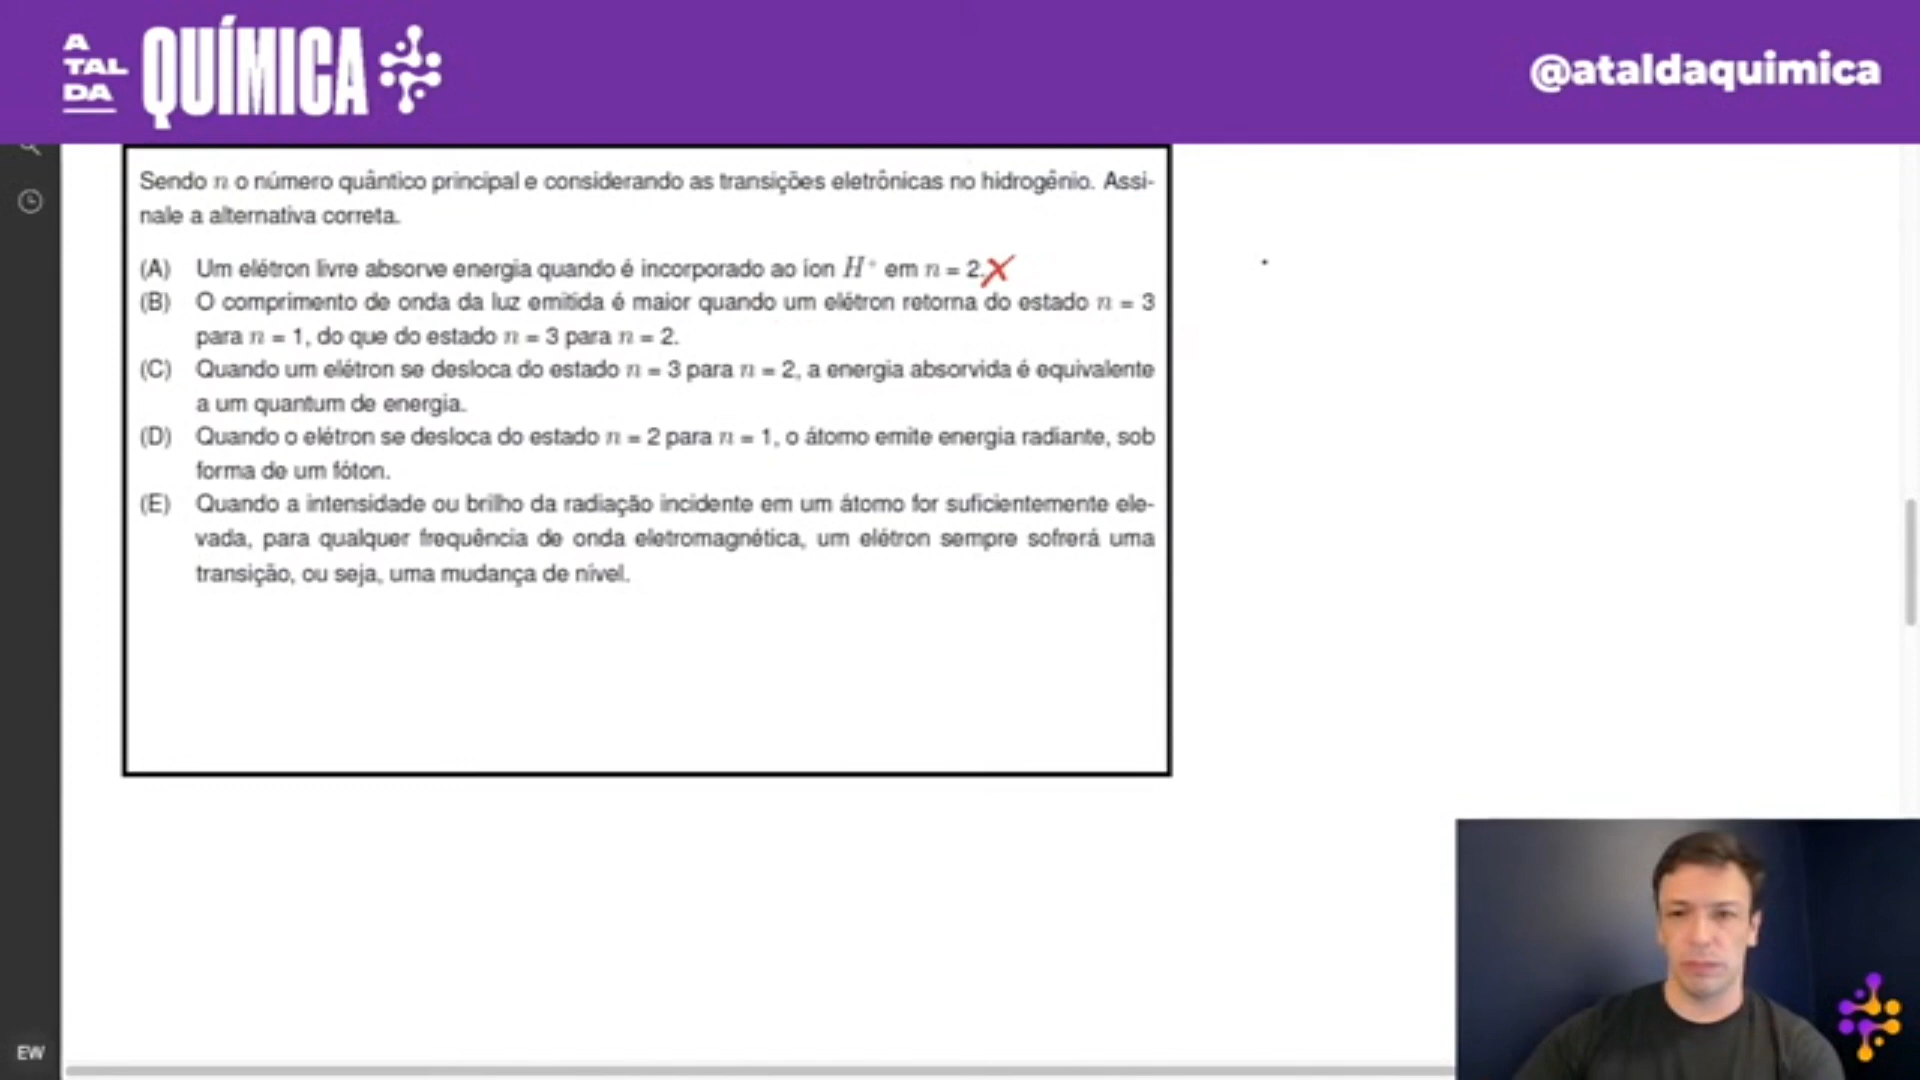 A
TAL
DA
QUÍMICA
@ataldaquimica
Sendo n o número quântico principal e considerando as transições eletrônicas no hidrogênio. Assi-
nale a alternativa correta.
(A) Um elétron livre absorve energia quando é incorporado ao íon H⁺ em n = 2.
(B) O comprimento de onda da luz emitida é maior quando um elétron retorna do estado n = 3
para n = 1, do que do estado n = 3 para n = 2.
(C) Quando um elétron se desloca do estado n = 3 para n = 2, a energia absorvida é equivalente
a um quantum de energia.
(D) Quando o elétron se desloca do estado n = 2 para n = 1, o átomo emite energia radiante, sob
forma de um fóton.
(E) Quando a intensidade ou brilho da radiação incidente em um átomo for suficientemente ele-
vada, para qualquer frequência de onda eletromagnética, um elétron sempre sofrerá uma
transição, ou seja, uma mudança de nível.
EW